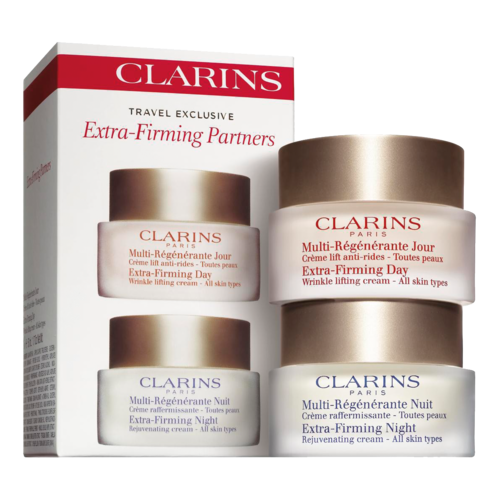 CLARINS
TRAVEL EXCLUSIVE
Extra-Firming Partners
Extra-Firming Partners
CLARINS
PARIS
Multi-Régénérante Jour
Crème lift anti-rides - Toutes peaux
Extra-Firming Day
Wrinkle lifting cream - All skin types
CLARINS
PARIS
Multi-Régénérante Nuit
Crème raffermissante - Toutes peaux
Extra-Firming Night
Rejuvenating cream - All skin types
CLARINS
PARIS
Multi-Régénérante Jour
Crème lift anti-rides - Toutes peaux
Extra-Firming Day
Wrinkle lifting cream - All skin types
CLARINS
PARIS
Multi-Régénérante Nuit
Crème raffermissante - Toutes peaux
Extra-Firming Night
Rejuvenating cream - All skin types